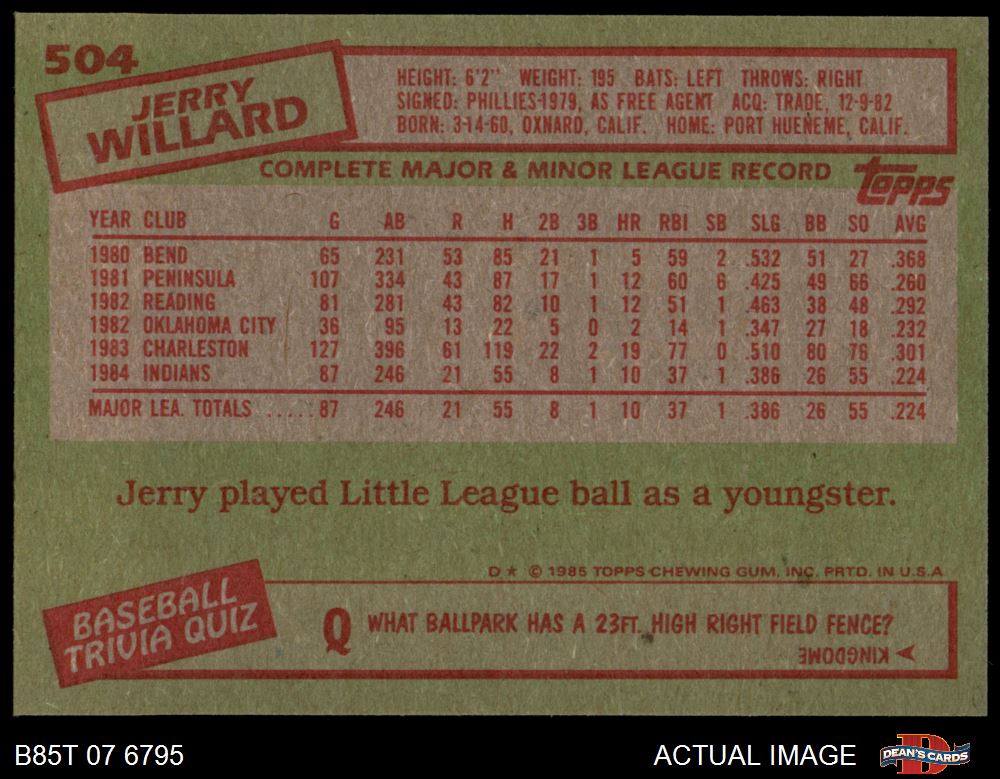 504
JERRY
WILLARD
HEIGHT: 6'2" WEIGHT: 195 BATS: LEFT THROWS: RIGHT
SIGNED: PHILLIES-1979, AS FREE AGENT ACQ: TRADE, 12-9-82
BORN: 3-14-60, OXNARD, CALIF. HOME: PORT HUENEME, CALIF.
COMPLETE MAJOR & MINOR LEAGUE RECORD
Topps
YEAR CLUB G AB R H 2B 3B HR RBI SB SLG BB SO AVG
1980 BEND 65 231 53 85 21 1 5 59 2 .532 51 27 .368
1981 PENINSULA 107 334 43 87 17 1 12 60 6 .425 49 66 .260
1982 READING 81 281 43 82 10 1 12 51 1 .463 38 48 .292
1982 OKLAHOMA CITY 36 95 13 22 5 0 2 14 1 .347 27 18 .232
1983 CHARLESTON 127 396 61 119 22 2 19 77 0 .510 80 76 .301
1984 INDIANS 87 246 21 55 8 1 10 37 1 .386 26 55 .224
MAJOR LEA. TOTALS ..... 87 246 21 55 8 1 10 37 1 .386 26 55 .224
Jerry played Little League ball as a youngster.
D * © 1985 TOPPS CHEWING GUM, INC. PRTD. IN U.S.A
BASEBALL
TRIVIA QUIZ
Q WHAT BALLPARK HAS A 23FT. HIGH RIGHT FIELD FENCE?
KINGDOME
B85T 07 6795
ACTUAL IMAGE
DEAN'S CARDS